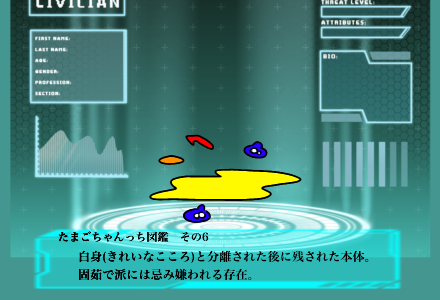 CIVILIAN
THREAT LEVEL:
ATTRIBUTES:
FIRST NAME:
LAST NAME:
AGE:
GENDER:
PROFESSION:
SECTION:
BIO:
たまごちゃんっち図鑑　その6
白身(きれいなこころ)と分離された後に残された本体。
固茹で派には忌み嫌われる存在。